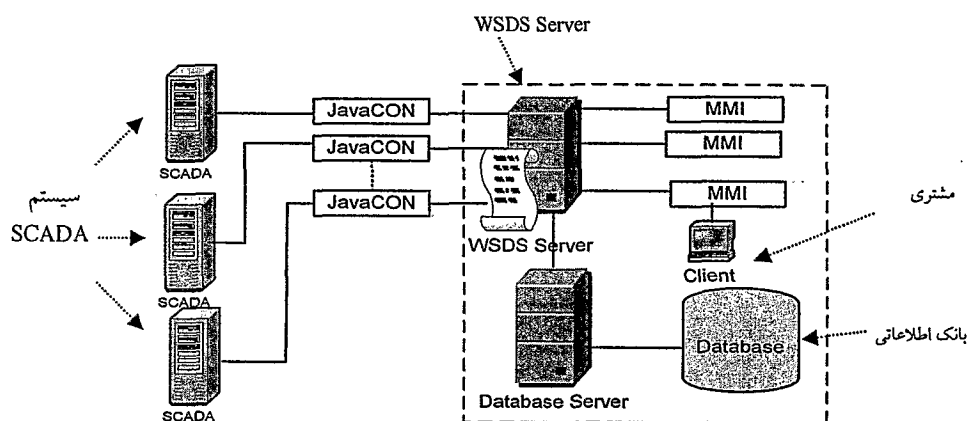 WSDS Server
SCADA
JavaCON
MMI
JavaCON
MMI
SCADA
JavaCON
MMI
مشتری
سیستم
SCADA
WSDS Server
Client
SCADA
Database
بانک اطلاعاتی
Database Server
SCADA